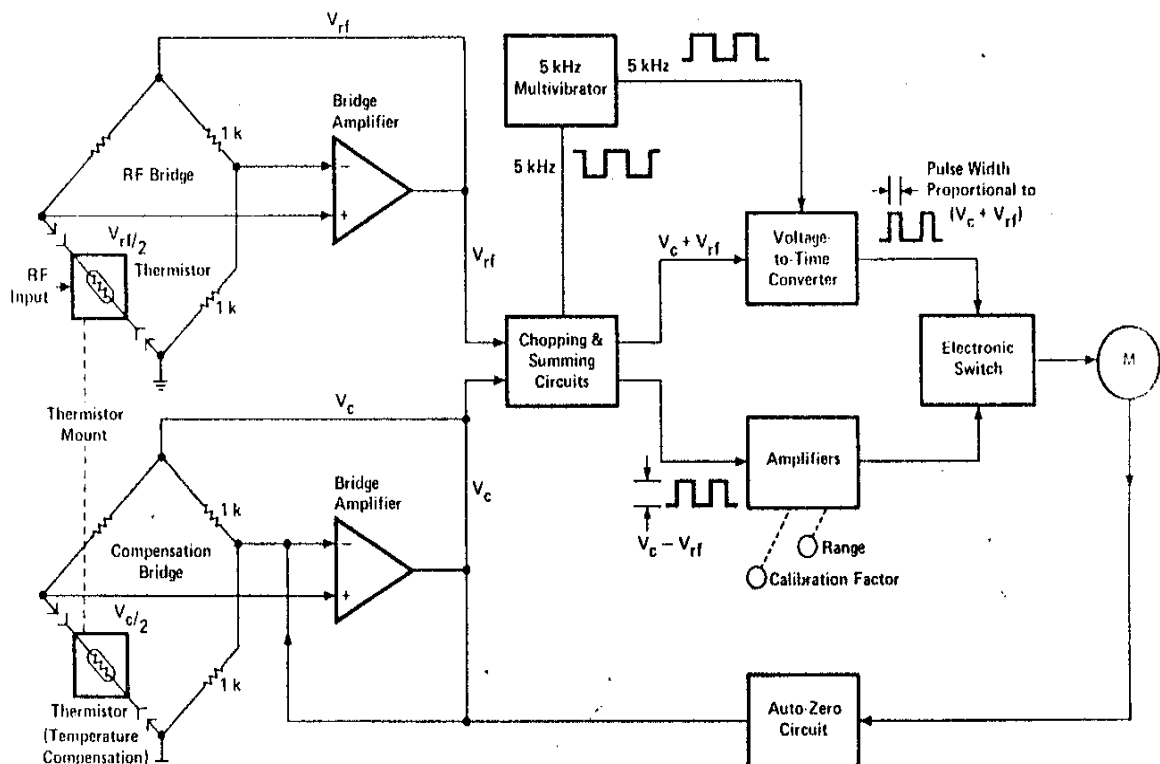 V_rf
5 kHz
Multivibrator
5 kHz
Bridge
Amplifier
1 k
RF Bridge
−
+
5 kHz
Pulse Width
Proportional to
(V_c + V_rf)
V_rf/2
Thermistor
RF
Input
1 k
V_rf
V_c + V_rf
Voltage-
to-Time
Converter
Chopping &
Summing
Circuits
Electronic
Switch
M
Thermistor
Mount
V_c
Bridge
Amplifier
1 k
Compensation
Bridge
−
+
V_c
Amplifiers
V_c − V_rf
Range
Calibration Factor
V_c/2
1 k
Thermistor
(Temperature
Compensation)
Auto-Zero
Circuit